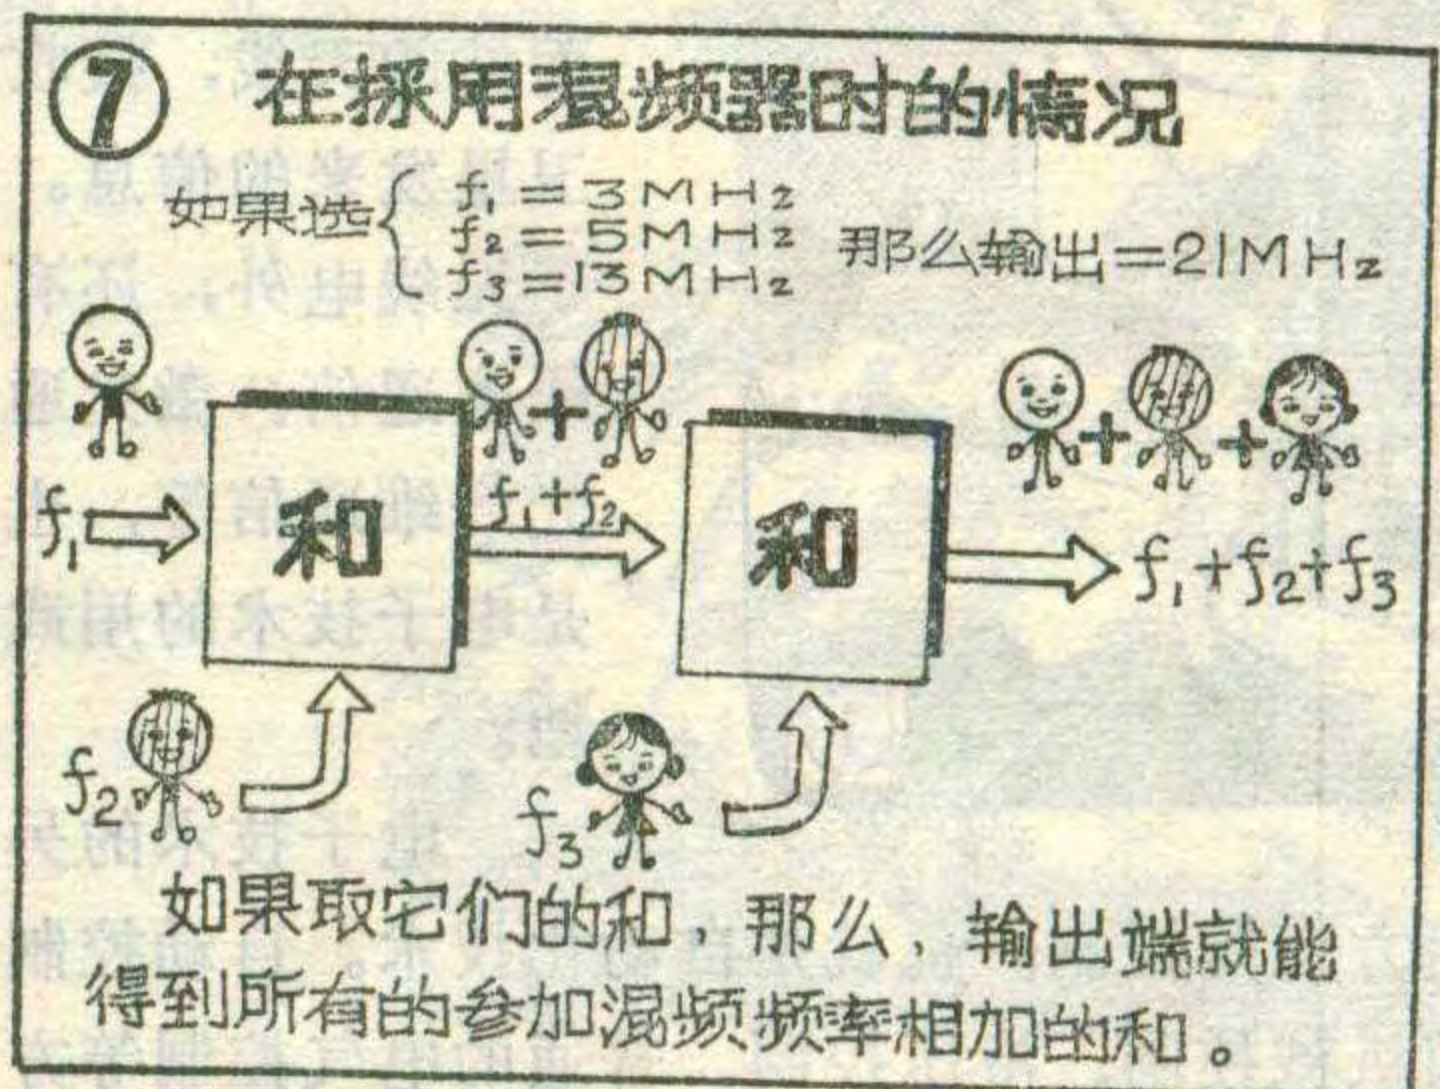 ⑦ 在採用混频器时的情况
如果选 { f₁=3MHz
f₂=5MHz
f₃=13MHz
那么输出=21MHz
f₁
和
f₁+f₂
和
f₁+f₂+f₃
f₂
f₃
如果取它们的和，那么，输出端就能
得到所有的参加混频频率相加的和。